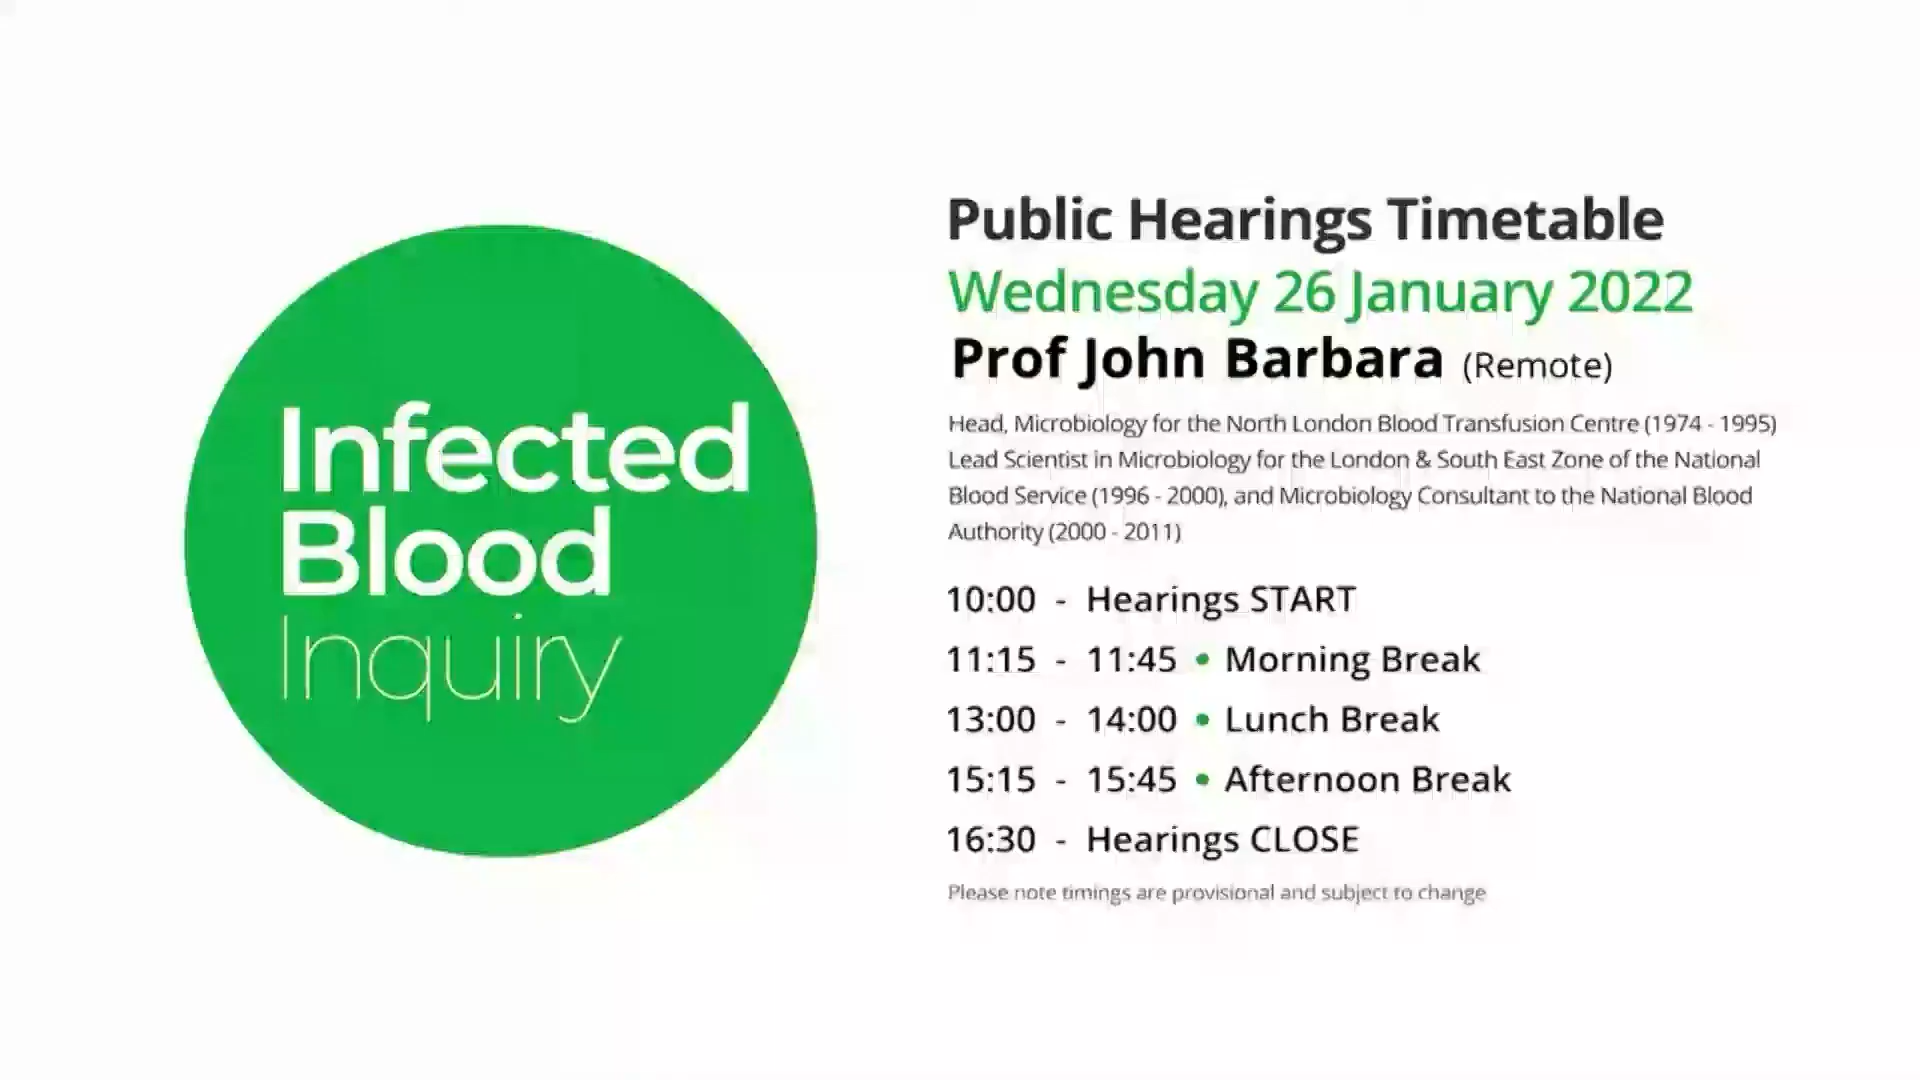 Infected
Blood
Inquiry
Public Hearings Timetable
Wednesday 26 January 2022
Prof John Barbara (Remote)
Head, Microbiology for the North London Blood Transfusion Centre (1974 - 1995)
Lead Scientist in Microbiology for the London & South East Zone of the National
Blood Service (1996 - 2000), and Microbiology Consultant to the National Blood
Authority (2000 - 2011)
10:00 - Hearings START
11:15 - 11:45 • Morning Break
13:00 - 14:00 • Lunch Break
15:15 - 15:45 • Afternoon Break
16:30 - Hearings CLOSE
Please note timings are provisional and subject to change